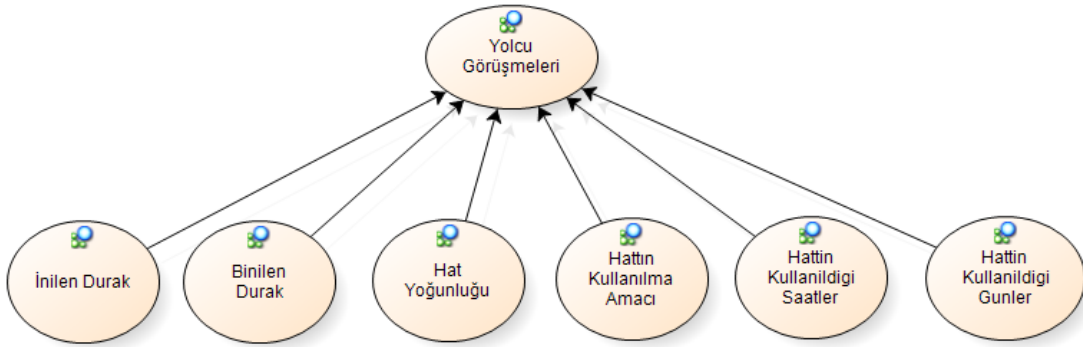 Yolcu
Görüşmeleri
İnilen Durak
Binilen
Durak
Hat
Yoğunluğu
Hattın
Kullanılma
Amacı
Hattin
Kullanildigi
Saatler
Hattin
Kullanildigi
Gunler